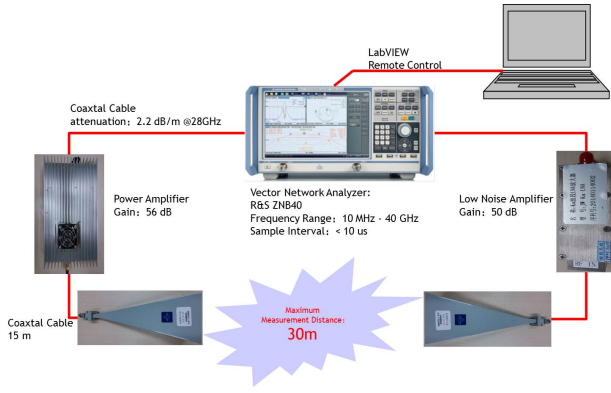 LabVIEW
Remote Control
Coaxtal Cable
attenuation: 2.2 dB/m @28GHz
Power Amplifier
Gain: 56 dB
Vector Network Analyzer:
R&S ZNB40
Frequency Range: 10 MHz - 40 GHz
Sample Interval: < 10 us
Low Noise Amplifier
Gain: 50 dB
Coaxtal Cable
15 m
Maximum
Measurement Distance:
30m